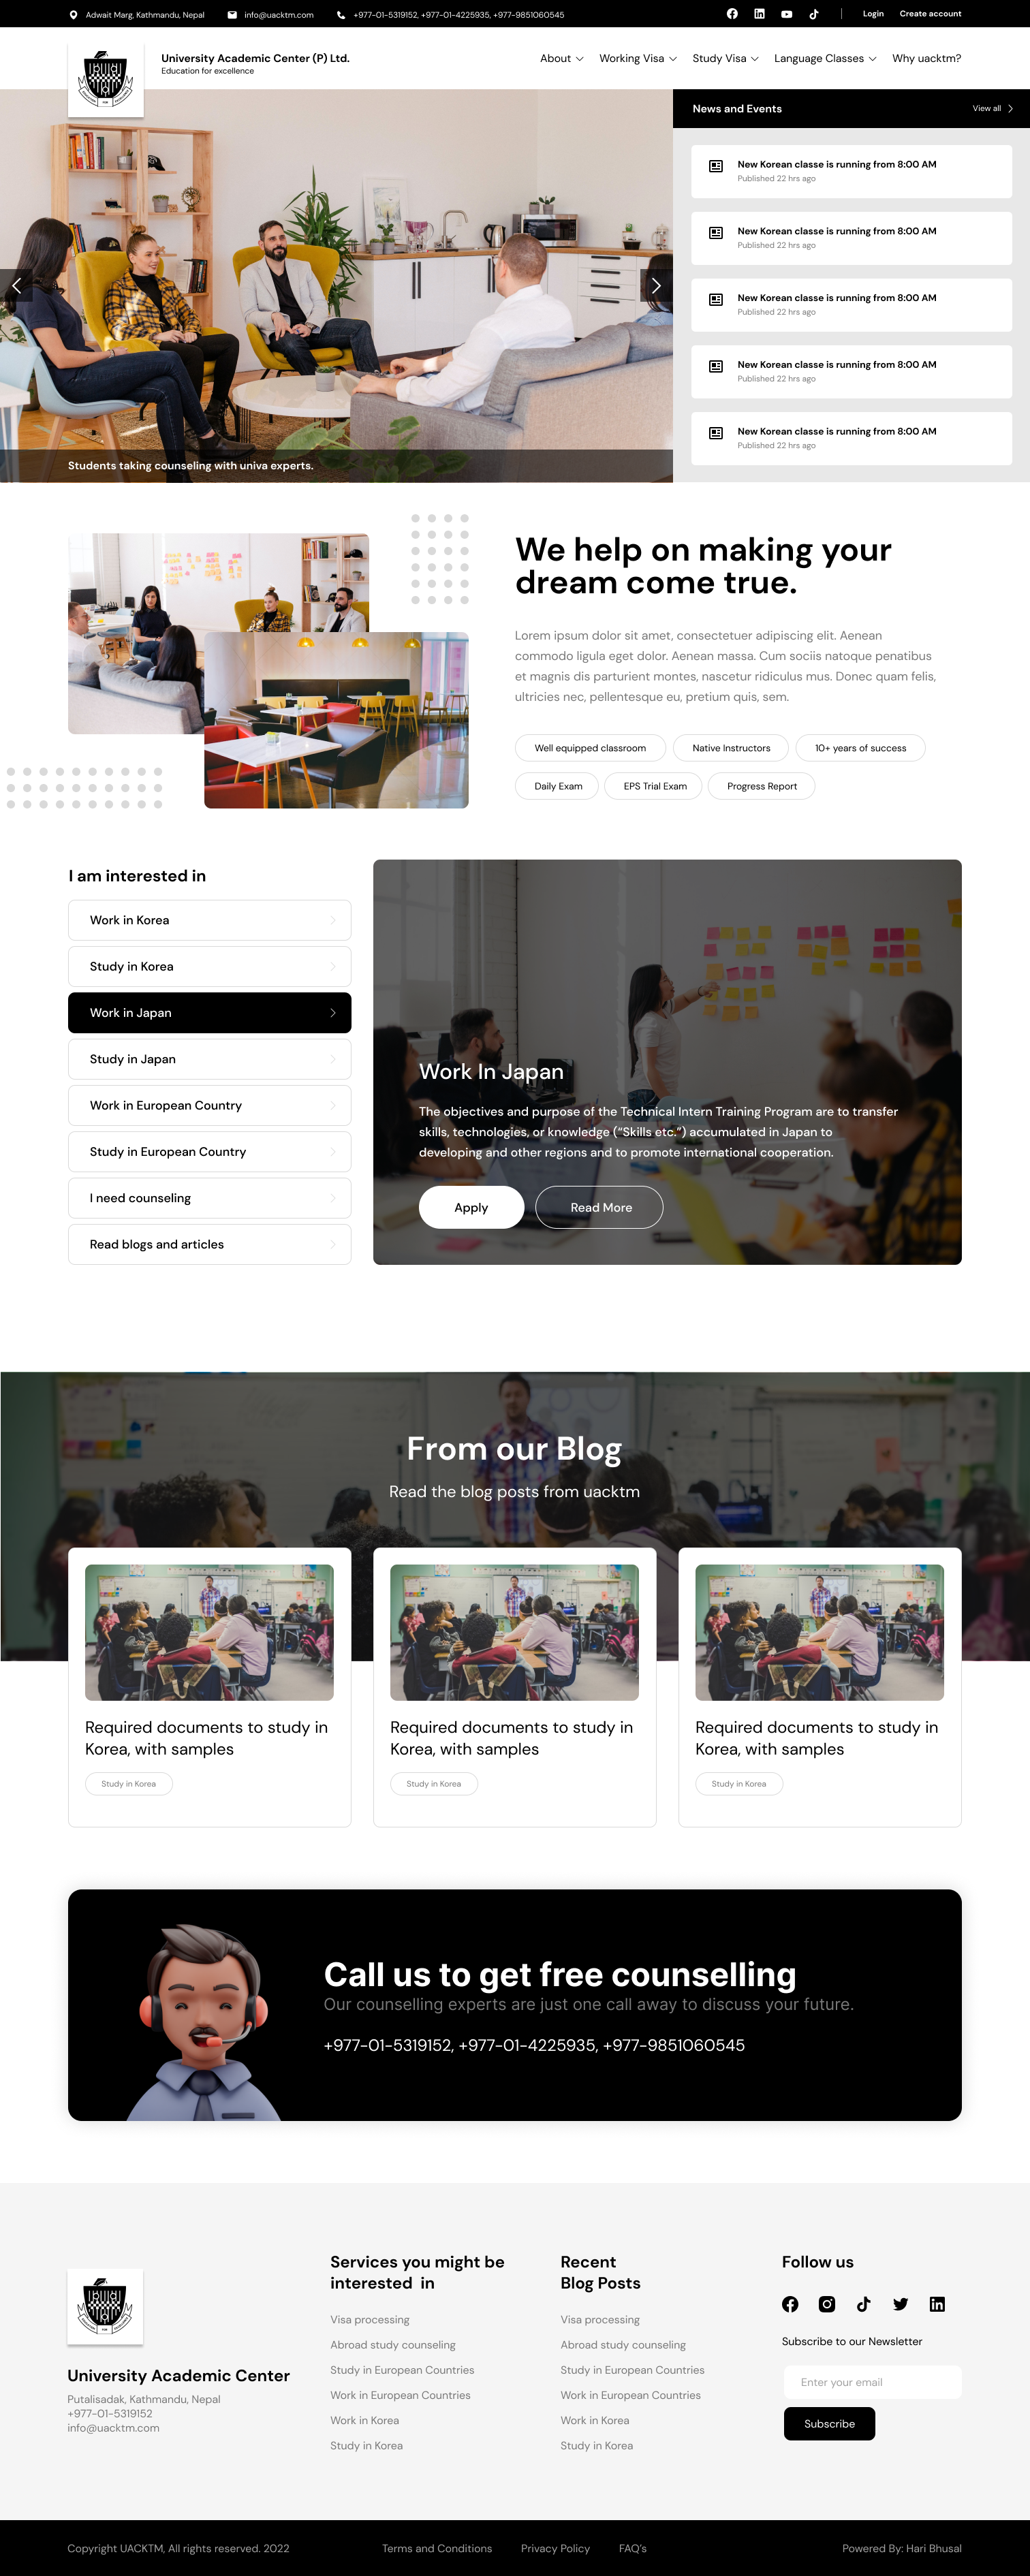 Adwait Marg, Kathmandu, Nepal
info@uacktm.com
+977-01-5319152, +977-01-4225935, +977-9851060545
Login
Create account
University Academic Center (P) Ltd.
Education for excellence
About
Working Visa
Study Visa
Language Classes
Why uacktm?
Students taking counseling with univa experts.
News and Events
View all
New Korean classe is running from 8:00 AM
Published 22 hrs ago
New Korean classe is running from 8:00 AM
Published 22 hrs ago
New Korean classe is running from 8:00 AM
Published 22 hrs ago
New Korean classe is running from 8:00 AM
Published 22 hrs ago
New Korean classe is running from 8:00 AM
Published 22 hrs ago
We help on making your
dream come true.
Lorem ipsum dolor sit amet, consectetuer adipiscing elit. Aenean
commodo ligula eget dolor. Aenean massa. Cum sociis natoque penatibus
et magnis dis parturient montes, nascetur ridiculus mus. Donec quam felis,
ultricies nec, pellentesque eu, pretium quis, sem.
Well equipped classroom
Native Instructors
10+ years of success
Daily Exam
EPS Trial Exam
Progress Report
I am interested in
Work in Korea
Study in Korea
Work in Japan
Study in Japan
Work in European Country
Study in European Country
I need counseling
Read blogs and articles
Work In Japan
The objectives and purpose of the Technical Intern Training Program are to transfer
skills, technologies, or knowledge (“Skills etc.”) accumulated in Japan to
developing and other regions and to promote international cooperation.
Apply
Read More
From our Blog
Read the blog posts from uacktm
Required documents to study in
Korea, with samples
Study in Korea
Required documents to study in
Korea, with samples
Study in Korea
Required documents to study in
Korea, with samples
Study in Korea
Call us to get free counselling
Our counselling experts are just one call away to discuss your future.
+977-01-5319152, +977-01-4225935, +977-9851060545
University Academic Center
Putalisadak, Kathmandu, Nepal
+977-01-5319152
info@uacktm.com
Services you might be
interested in
Visa processing
Abroad study counseling
Study in European Countries
Work in European Countries
Work in Korea
Study in Korea
Recent
Blog Posts
Visa processing
Abroad study counseling
Study in European Countries
Work in European Countries
Work in Korea
Study in Korea
Follow us
Subscribe to our Newsletter
Enter your email
Subscribe
Copyright UACKTM, All rights reserved. 2022
Terms and Conditions
Privacy Policy
FAQ's
Powered By: Hari Bhusal